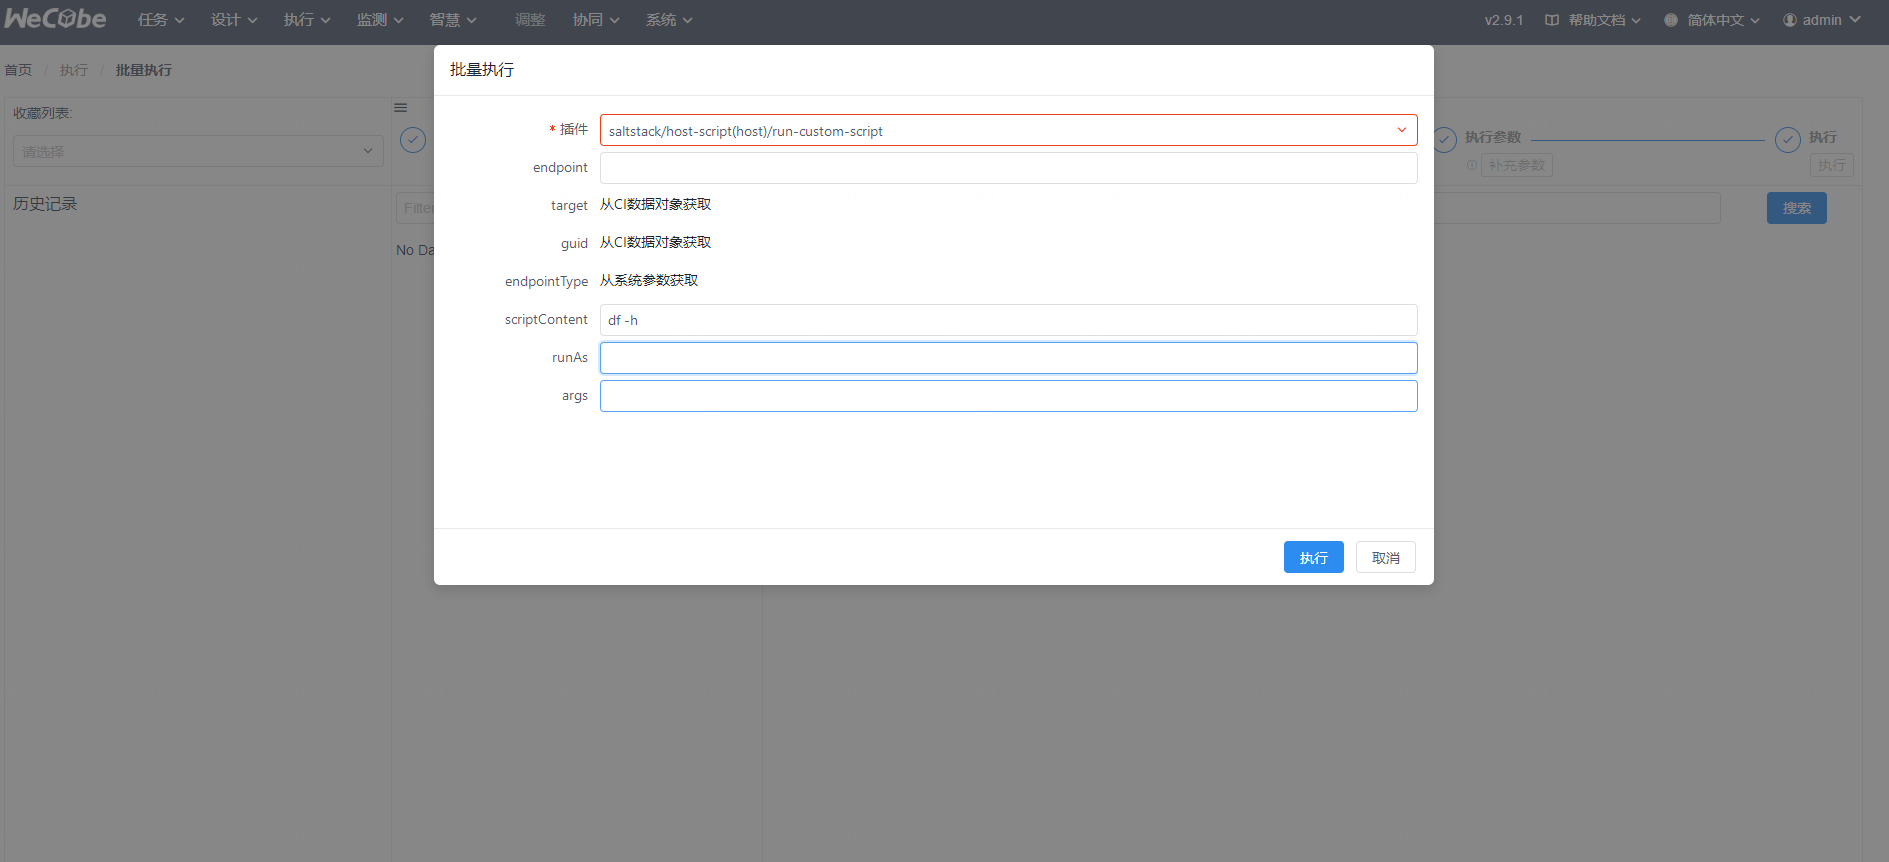 WeCube 任务 设计 执行 监测 智慧 调整 协同 系统 v2.9.1 帮助文档 简体中文 admin
首页 / 执行 / 批量执行
收藏列表:
请选择
历史记录
Filter
No Da
执行参数
补充参数
执行
执行
搜索
批量执行
* 插件 saltstack/host-script(host)/run-custom-script
endpoint
target 从CI数据对象获取
guid 从CI数据对象获取
endpointType 从系统参数获取
scriptContent df -h
runAs
args
执行 取消